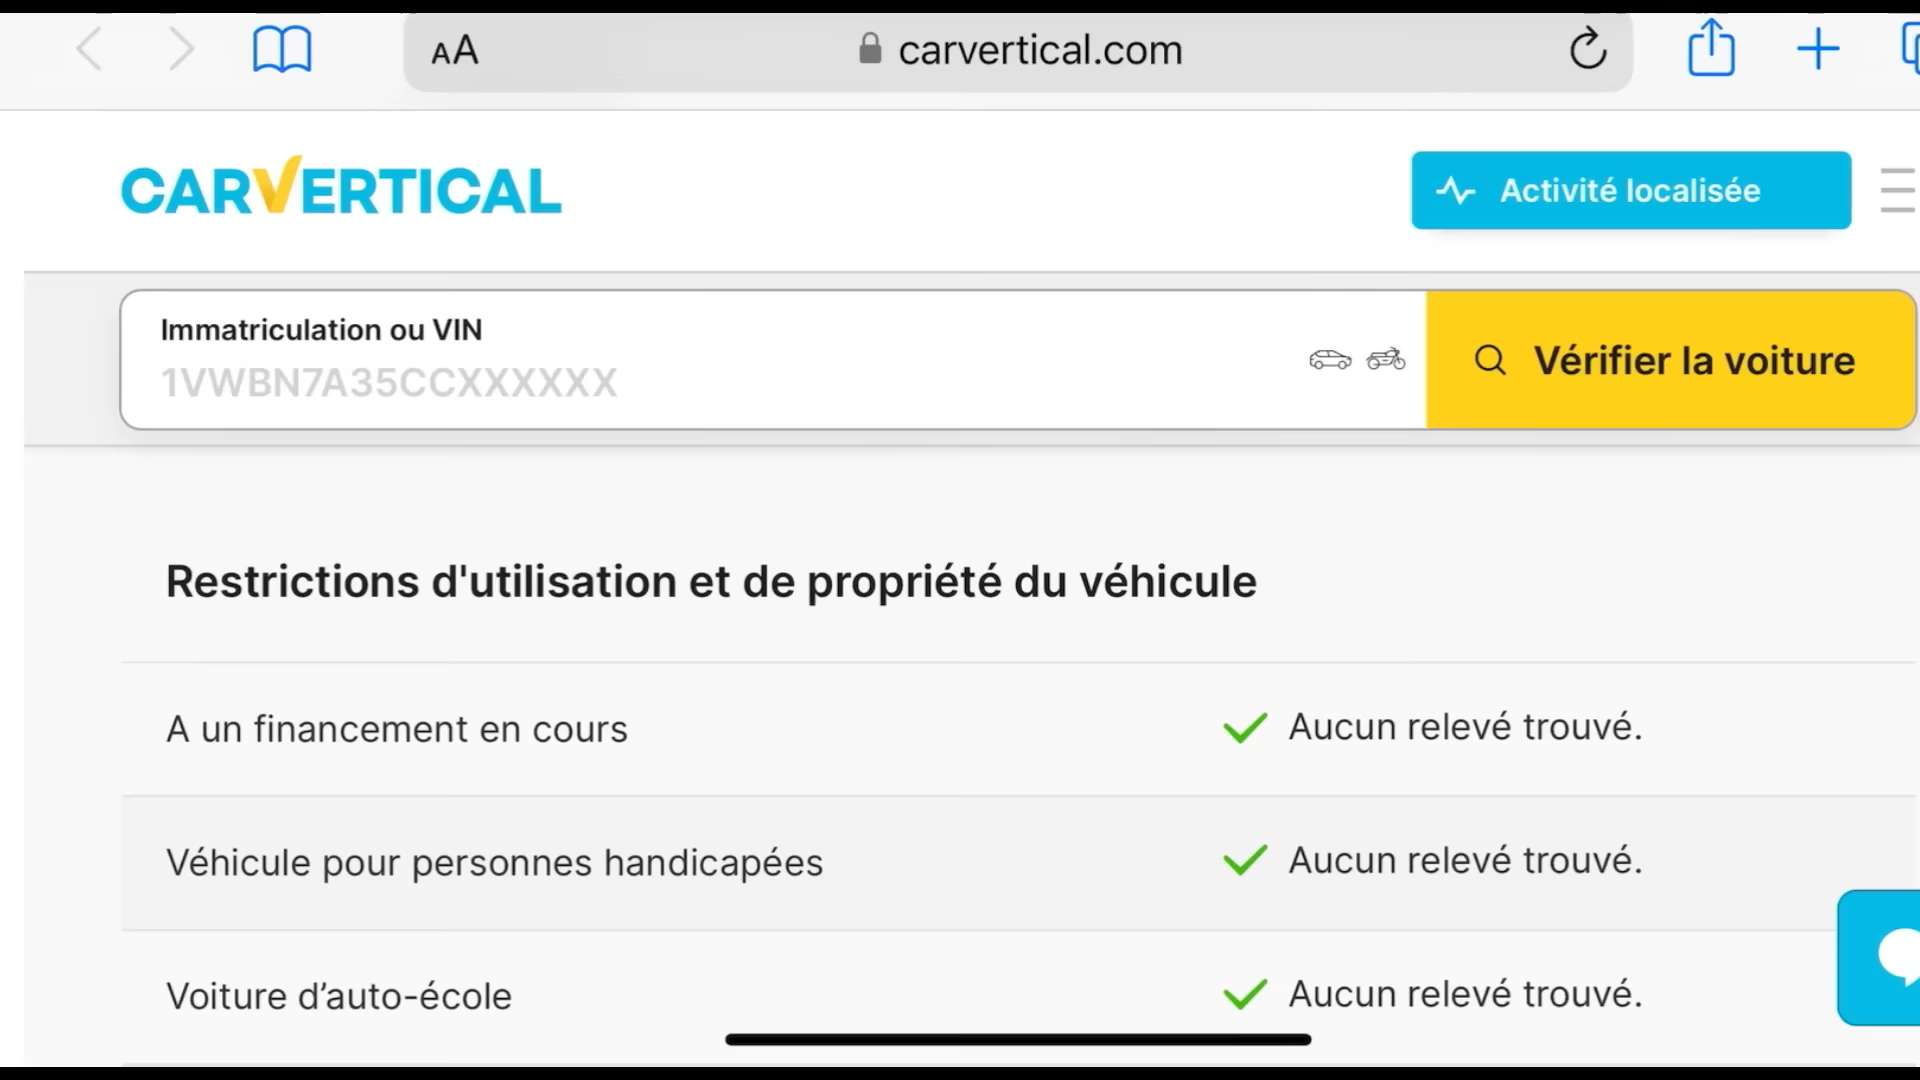 AA
carvertical.com
CARVERTICAL
Activité localisée
Immatriculation ou VIN
1VWBN7A35CCXXXXXX
Vérifier la voiture
Restrictions d'utilisation et de propriété du véhicule
A un financement en cours
Aucun relevé trouvé.
Véhicule pour personnes handicapées
Aucun relevé trouvé.
Voiture d’auto-école
Aucun relevé trouvé.